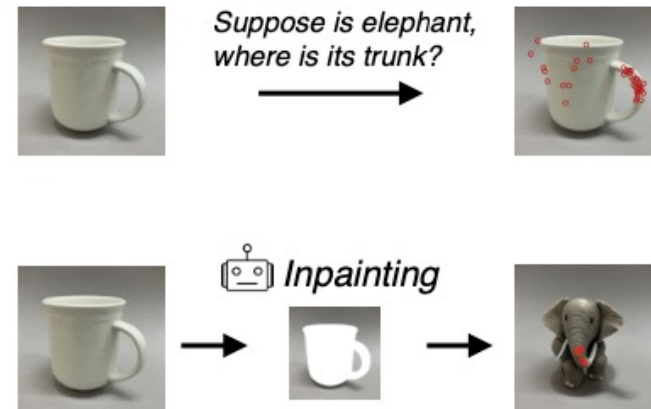 Suppose is elephant,
where is its trunk?
Inpainting